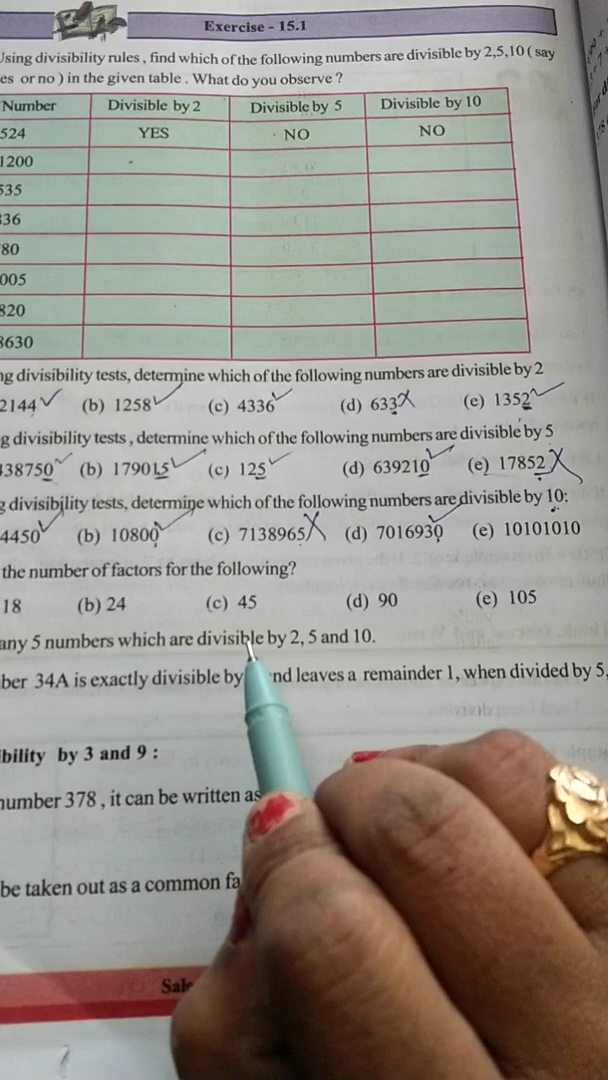 Exercise - 15.1
Using divisibility rules , find which of the following numbers are divisible by 2,5,10 ( say
es or no ) in the given table . What do you observe ?
Number Divisible by 2 Divisible by 5 Divisible by 10
524 YES NO NO
1200
535
836
80
005
820
8630
ng divisibility tests, determine which of the following numbers are divisible by 2
2144 (b) 1258 (c) 4336 (d) 633 (e) 1352
g divisibility tests , determine which of the following numbers are divisible by 5
438750 (b) 179015 (c) 125 (d) 639210 (e) 17852
g divisibility tests, determine which of the following numbers are divisible by 10:
4450 (b) 10800 (c) 7138965 (d) 7016930 (e) 10101010
the number of factors for the following?
18 (b) 24 (c) 45 (d) 90 (e) 105
any 5 numbers which are divisible by 2, 5 and 10.
ber 34A is exactly divisible by nd leaves a remainder 1, when divided by 5,
ibility by 3 and 9 :
number 378 , it can be written as
be taken out as a common fa
Sale